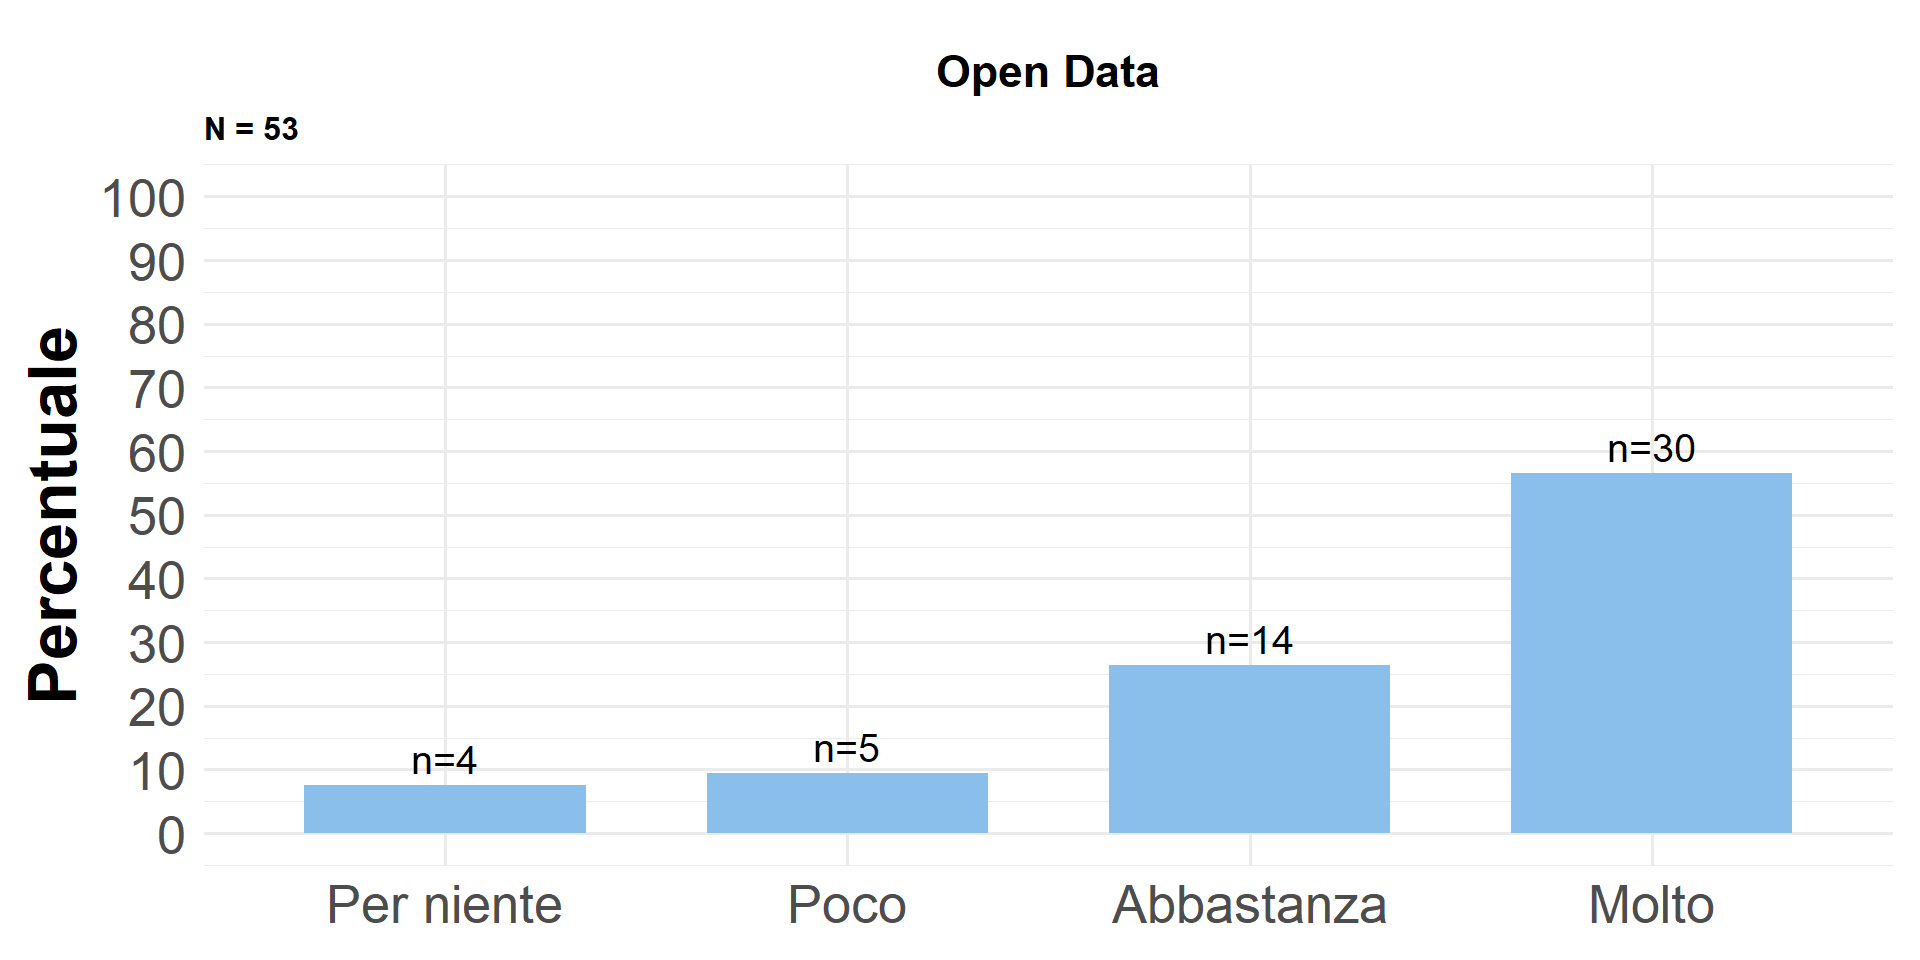 Open Data
N = 53
Percentuale
100
90
80
70
60
50
40
30
20
10
0
n=4
n=5
n=14
n=30
Per niente
Poco
Abbastanza
Molto